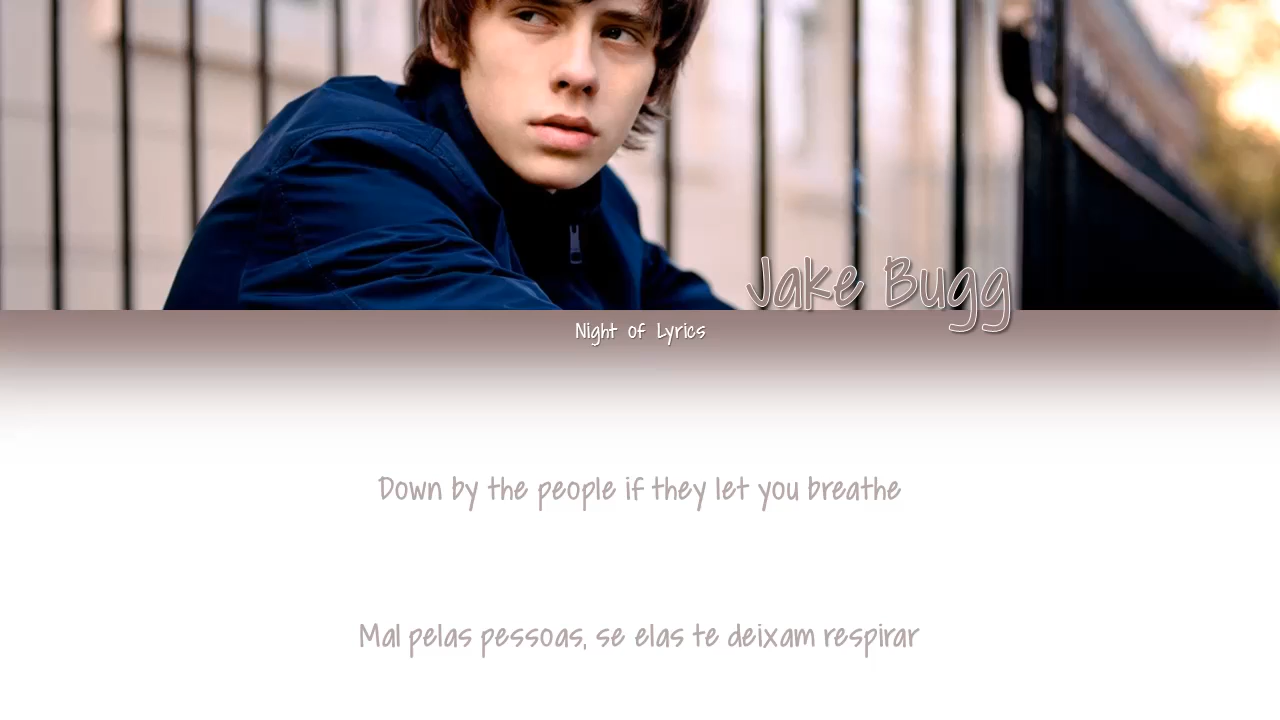 Jake Bugg
Night of Lyrics
Down by the people if they let you breathe
Mal pelas pessoas, se elas te deixam respirar